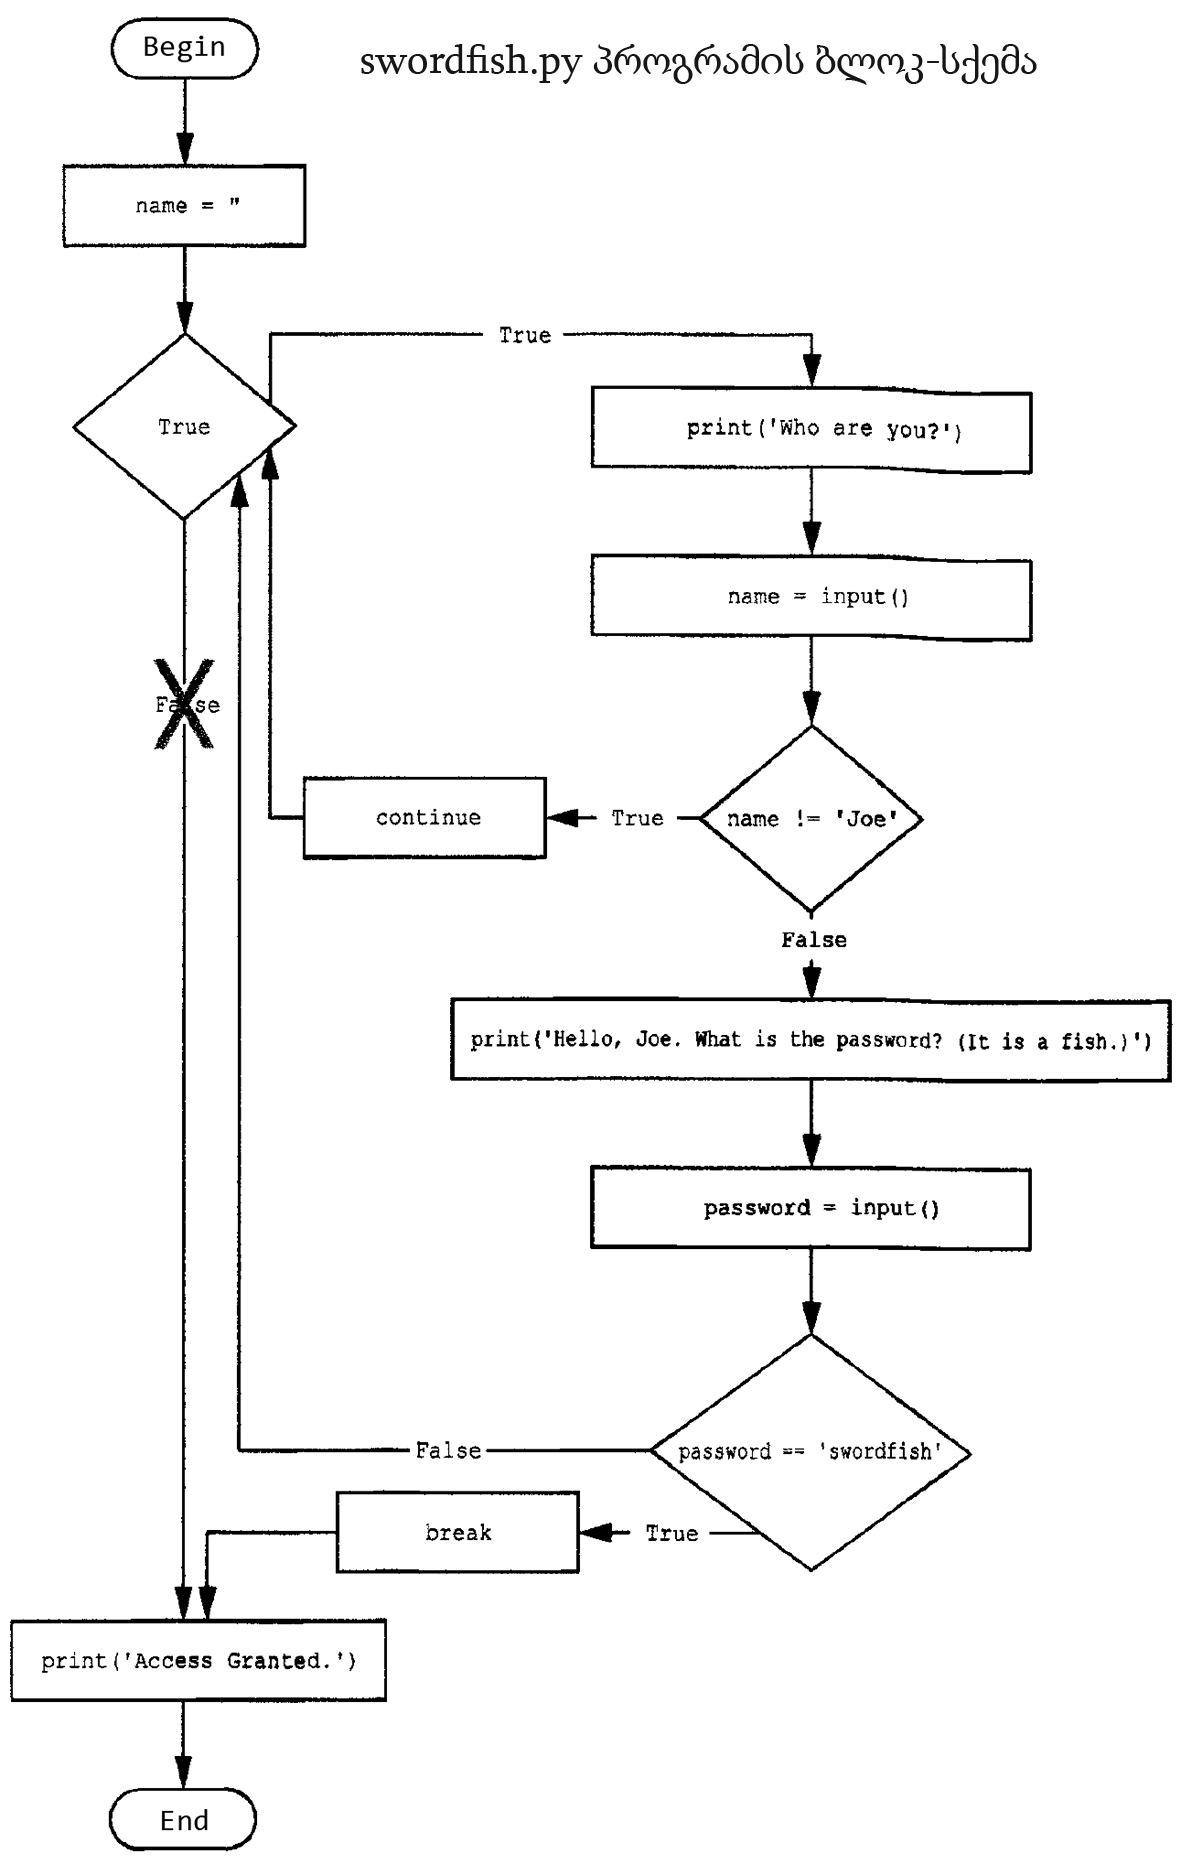 Begin
swordfish.py პროგრამის ბლოკ-სქემა
name = "
True
True
print('Who are you?')
name = input()
False
name != 'Joe'
True
continue
False
print('Hello, Joe. What is the password? (It is a fish.)')
password = input()
password == 'swordfish'
False
True
break
print('Access Granted.')
End